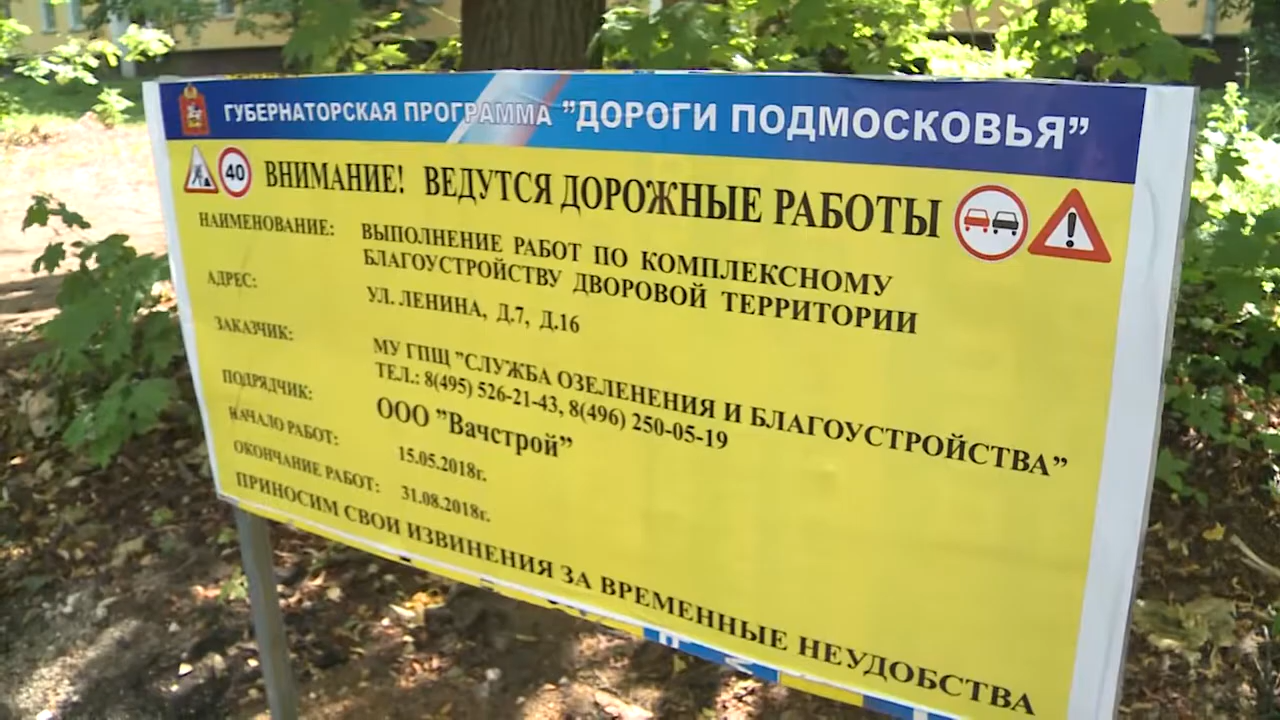 ГУБЕРНАТОРСКАЯ ПРОГРАММА "ДОРОГИ ПОДМОСКОВЬЯ"
40
ВНИМАНИЕ! ВЕДУТСЯ ДОРОЖНЫЕ РАБОТЫ
НАИМЕНОВАНИЕ: ВЫПОЛНЕНИЕ РАБОТ ПО КОМПЛЕКСНОМУ
БЛАГОУСТРОЙСТВУ ДВОРОВОЙ ТЕРРИТОРИИ
АДРЕС: УЛ. ЛЕНИНА, Д.7, Д.16
ЗАКАЗЧИК: МУ ГПЩ "СЛУЖБА ОЗЕЛЕНЕНИЯ И БЛАГОУСТРОЙСТВА"
ТЕЛ.: 8(495) 526-21-43, 8(496) 250-05-19
ПОДРЯДЧИК: ООО "Вачстрой"
НАЧАЛО РАБОТ: 15.05.2018г.
ОКОНЧАНИЕ РАБОТ: 31.08.2018г.
ПРИНОСИМ СВОИ ИЗВИНЕНИЯ ЗА ВРЕМЕННЫЕ НЕУДОБСТВА